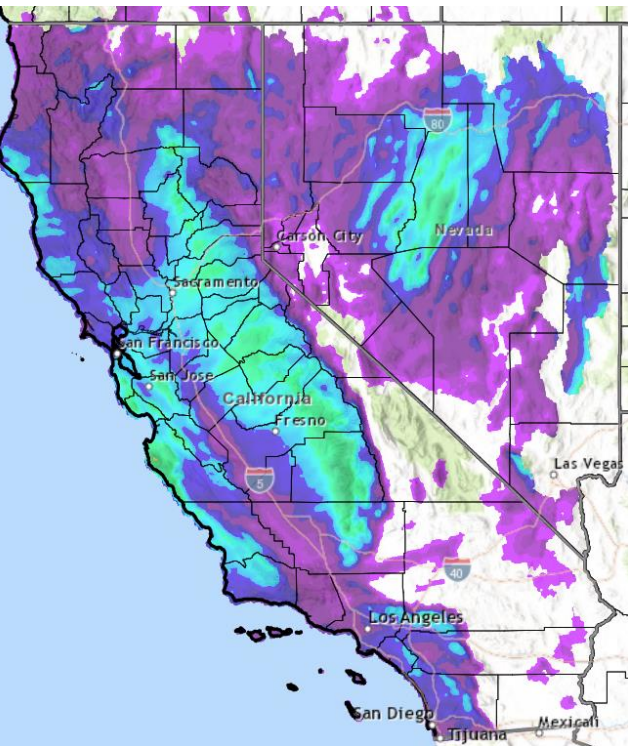 80
Nevada
Carson City
Sacramento
San Francisco
San Jose
California
Fresno
5
Las Vegas
40
Los Angeles
San Diego
Tijuana
Mexicali